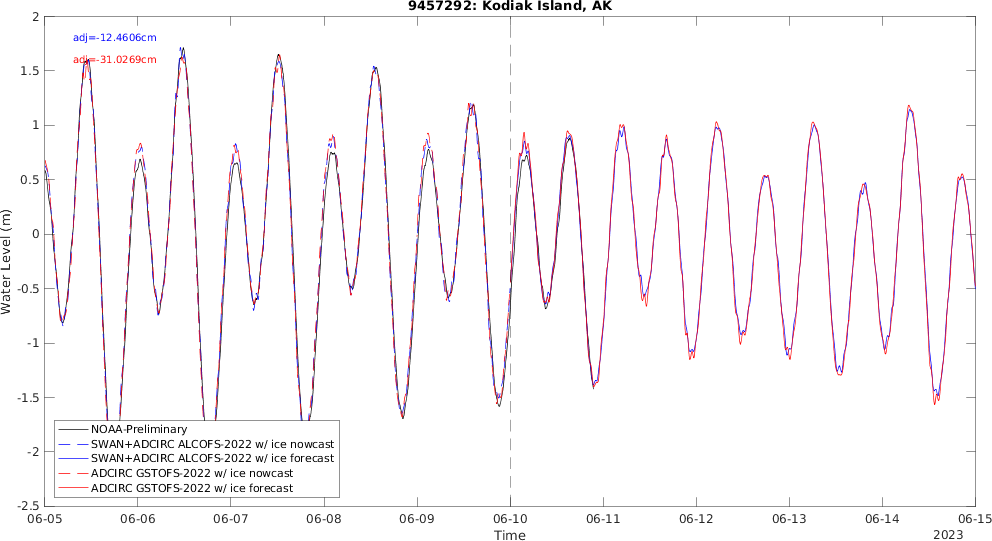 9457292: Kodiak Island, AK
adj=-12.4606cm
adj=-31.0269cm
Water Level (m)
2
1.5
1
0.5
0
-0.5
-1
-1.5
-2
-2.5
NOAA-Preliminary
SWAN+ADCIRC ALCOFS-2022 w/ ice nowcast
SWAN+ADCIRC ALCOFS-2022 w/ ice forecast
ADCIRC GSTOFS-2022 w/ ice nowcast
ADCIRC GSTOFS-2022 w/ ice forecast
06-05 06-06 06-07 06-08 06-09 06-10 06-11 06-12 06-13 06-14 06-15
Time
2023